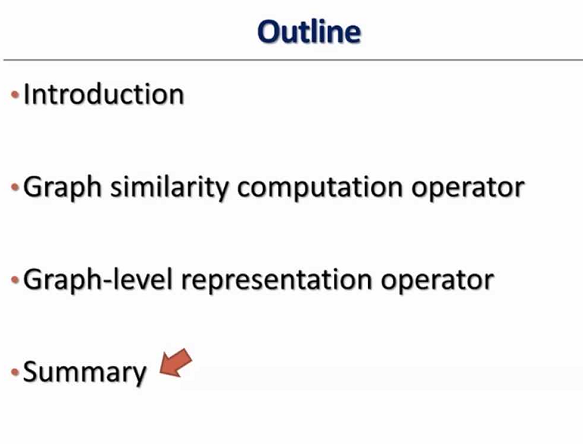 Outline
•Introduction
•Graph similarity computation operator
•Graph-level representation operator
•Summary